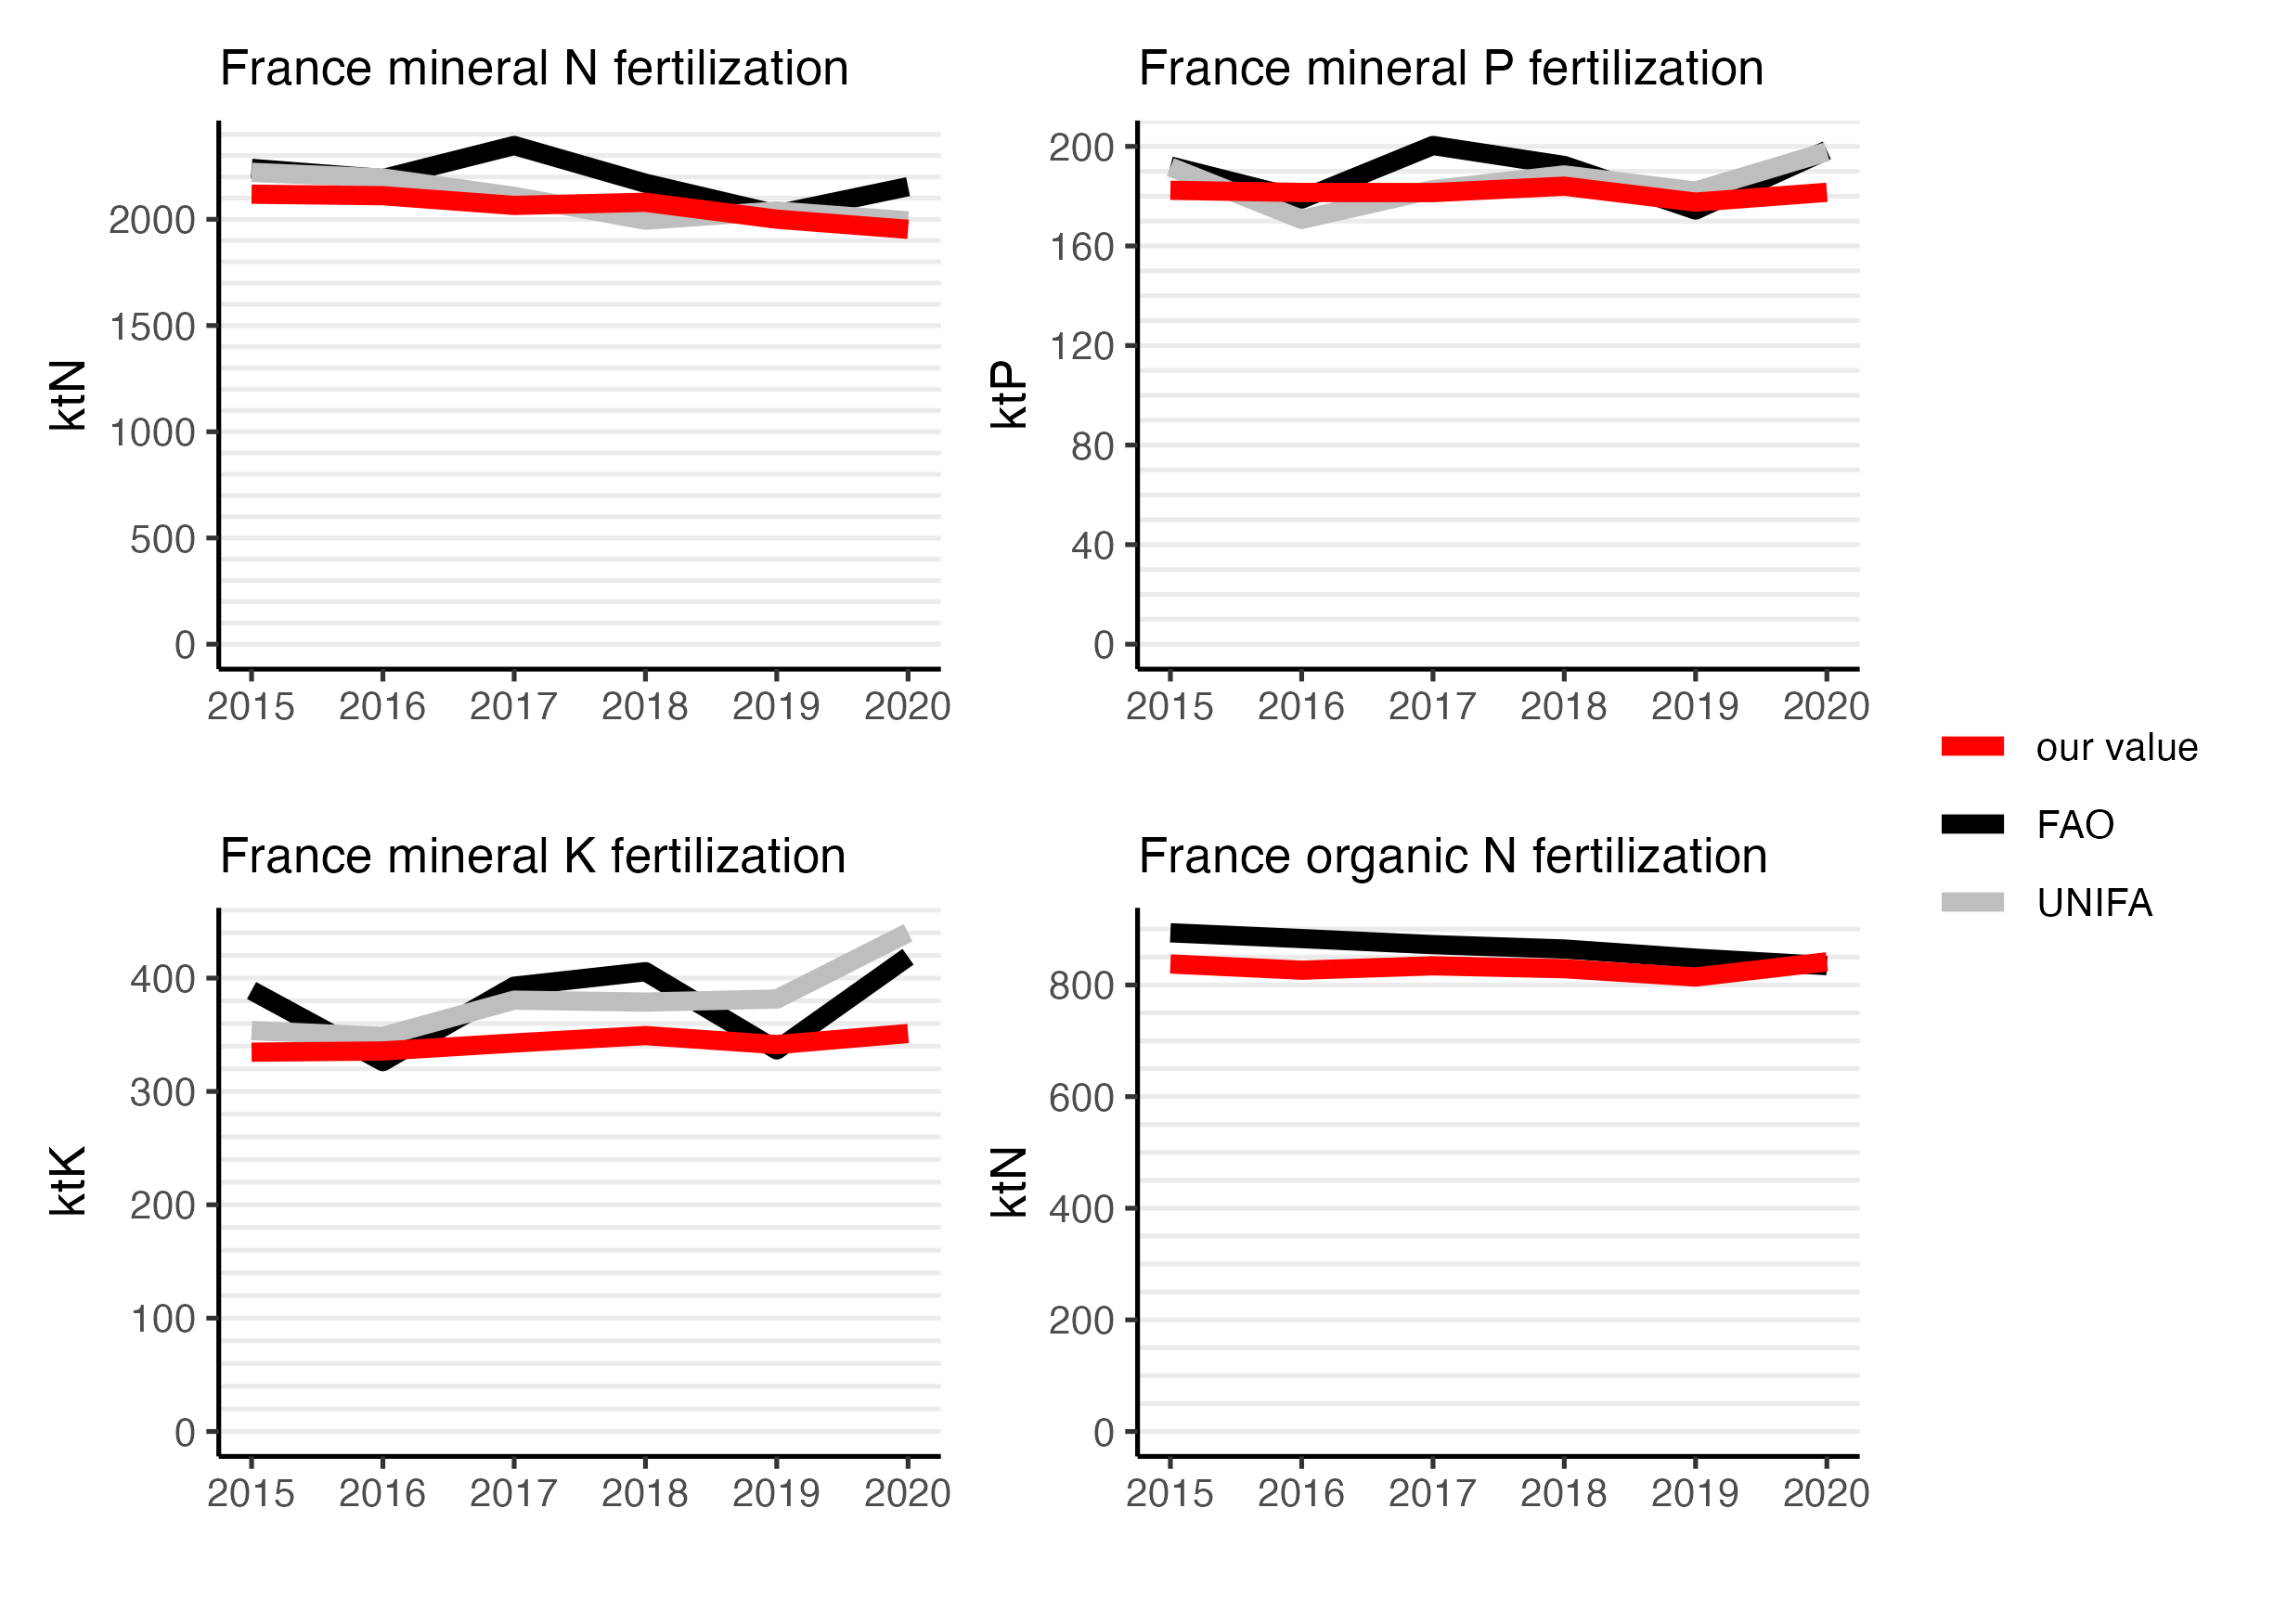 France mineral N fertilization
ktN
2000
1500
1000
500
0
2015 2016 2017 2018 2019 2020
France mineral P fertilization
ktP
200
160
120
80
40
0
2015 2016 2017 2018 2019 2020
France mineral K fertilization
ktK
400
300
200
100
0
2015 2016 2017 2018 2019 2020
France organic N fertilization
ktN
800
600
400
200
0
2015 2016 2017 2018 2019 2020
our value
FAO
UNIFA